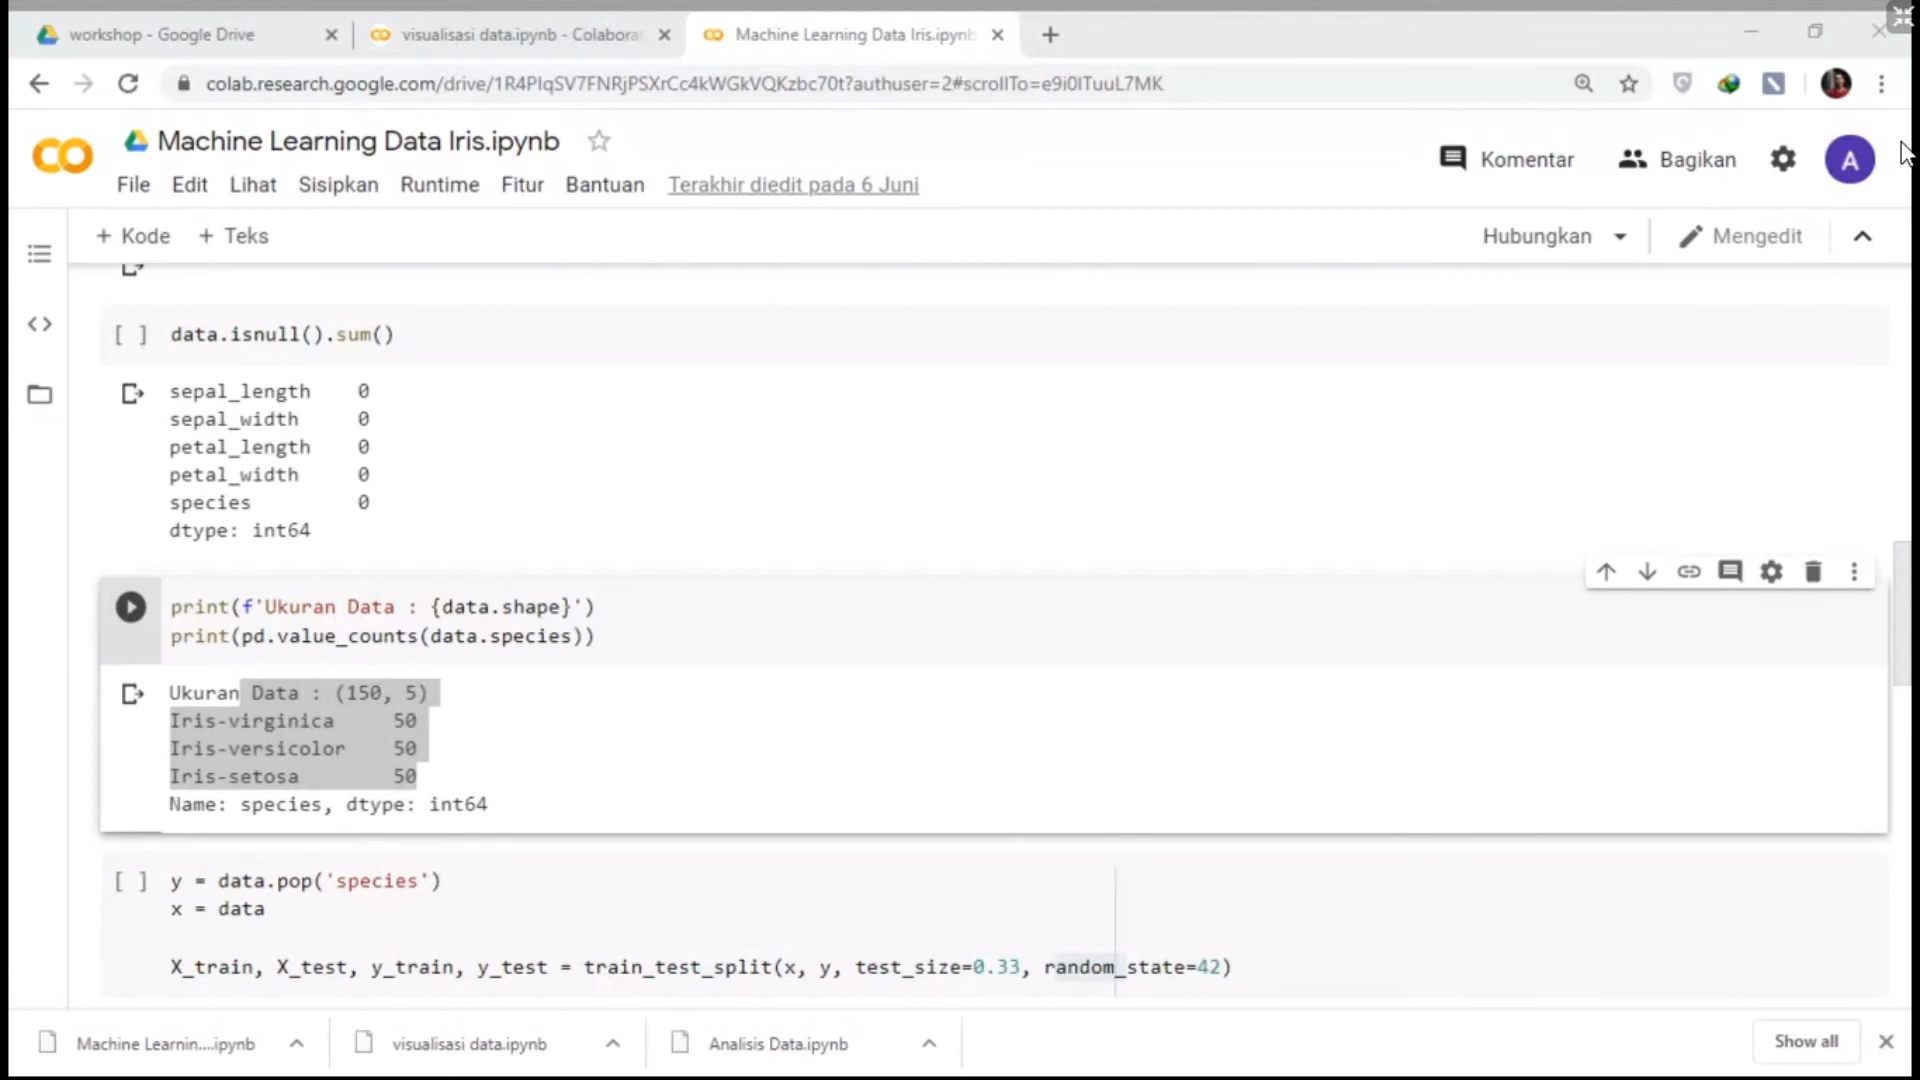 workshop - Google Drive
visualisasi data.ipynb - Colabora
Machine Learning Data Iris.ipynb
colab.research.google.com/drive/1R4PIqSV7FNRjPSXrCc4kWGkVQKzbc70t?authuser=2#scrollTo=e9i0ITuuL7MK
CO
Machine Learning Data Iris.ipynb
Komentar
Bagikan
A
File Edit Lihat Sisipkan Runtime Fitur Bantuan Terakhir diedit pada 6 Juni
+ Kode + Teks
Hubungkan
Mengedit
[ ] data.isnull().sum()
sepal_length 0
sepal_width 0
petal_length 0
petal_width 0
species 0
dtype: int64
print(f'Ukuran Data : {data.shape}')
print(pd.value_counts(data.species))
Ukuran Data : (150, 5)
Iris-virginica 50
Iris-versicolor 50
Iris-setosa 50
Name: species, dtype: int64
[ ] y = data.pop('species')
x = data
X_train, X_test, y_train, y_test = train_test_split(x, y, test_size=0.33, random_state=42)
Machine Learnin....ipynb
visualisasi data.ipynb
Analisis Data.ipynb
Show all